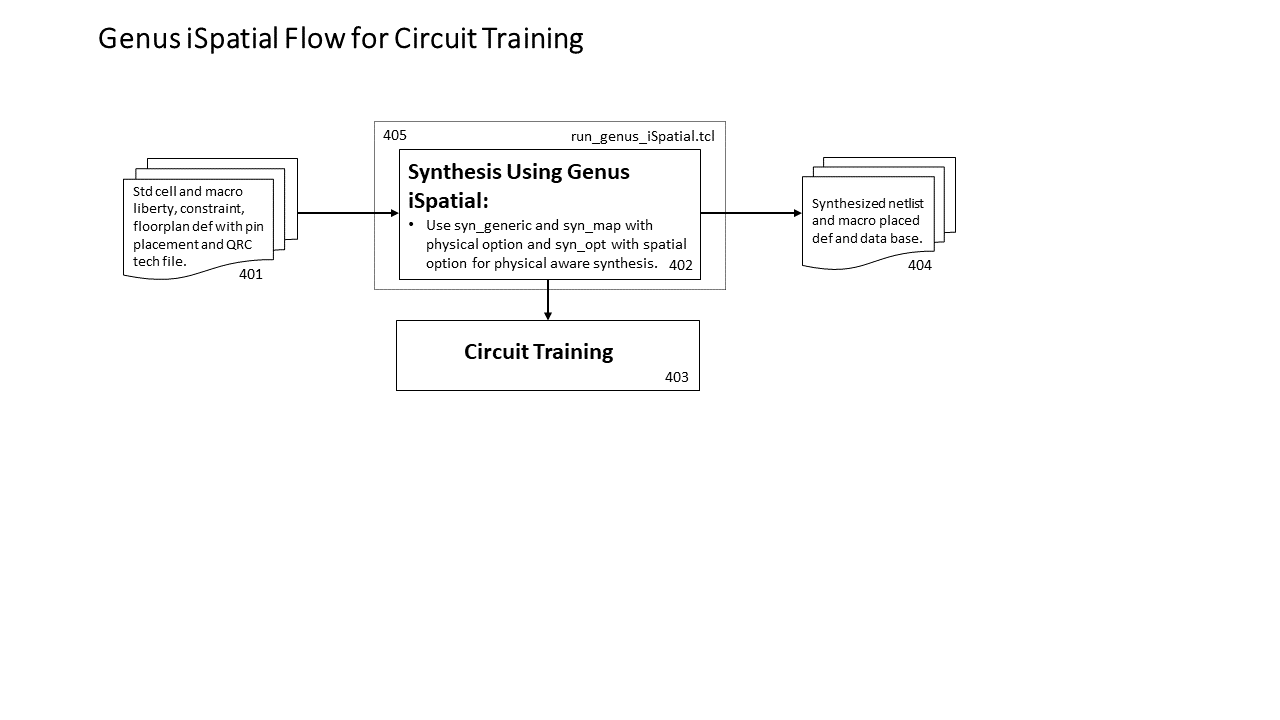 Genus iSpatial Flow for Circuit Training
405
run_genus_iSpatial.tcl
Std cell and macro
liberty, constraint,
floorplan def with pin
placement and QRC
tech file.
401
Synthesis Using Genus
iSpatial:
• Use syn_generic and syn_map with
physical option and syn_opt with spatial
option for physical aware synthesis.
402
Synthesized netlist
and macro placed
def and data base.
404
Circuit Training
403